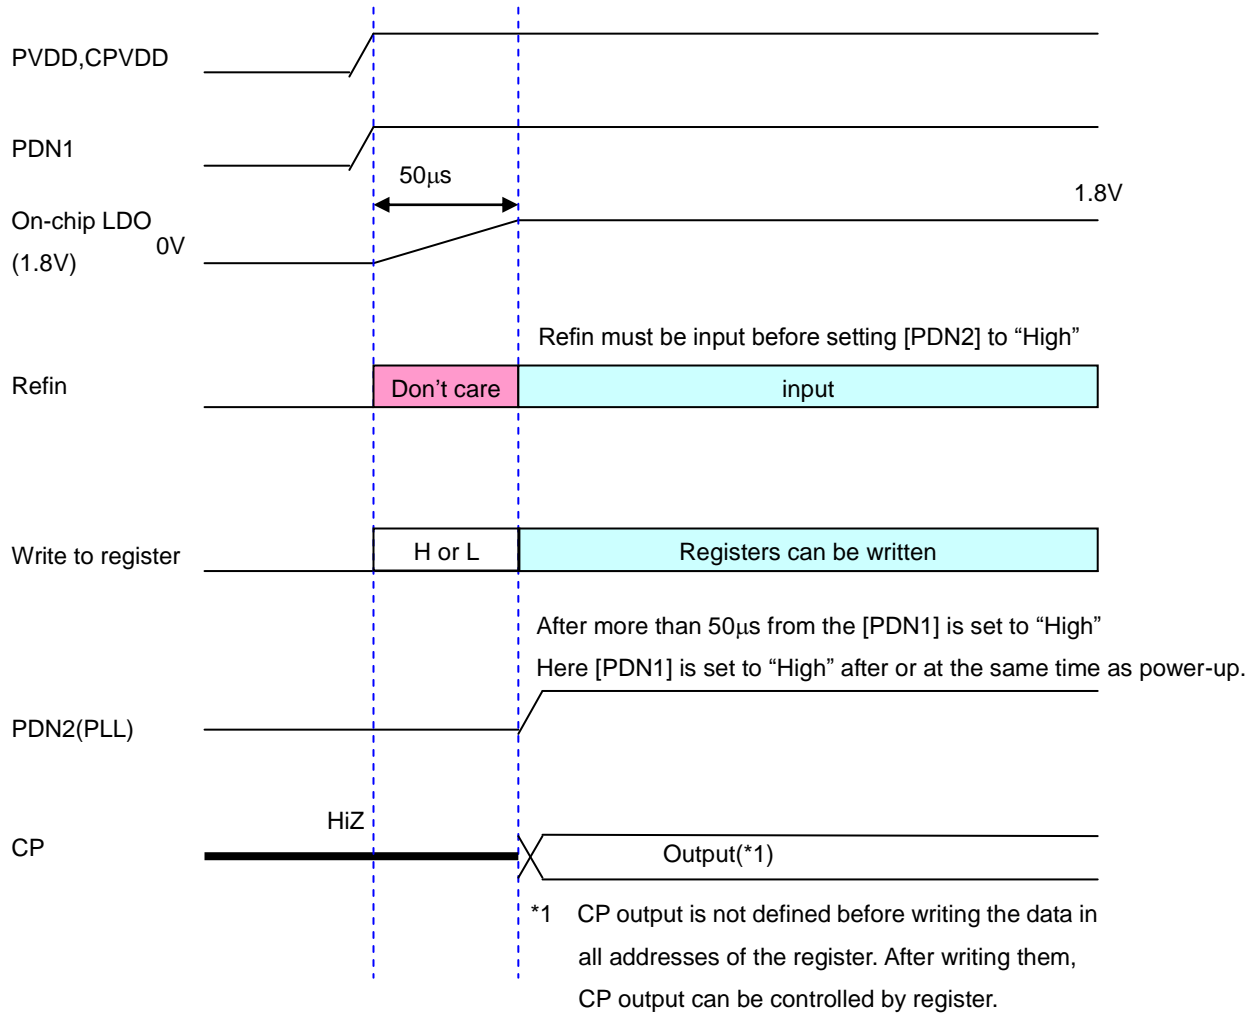 PVDD,CPVDD
PDN1
50μs
1.8V
On-chip LDO
0V
(1.8V)
Refin must be input before setting [PDN2] to “High”
Refin
Don’t care
input
Write to register
H or L
Registers can be written
After more than 50μs from the [PDN1] is set to “High”
Here [PDN1] is set to “High” after or at the same time as power-up.
PDN2(PLL)
HiZ
CP
Output(*1)
*1 CP output is not defined before writing the data in
all addresses of the register. After writing them,
CP output can be controlled by register.